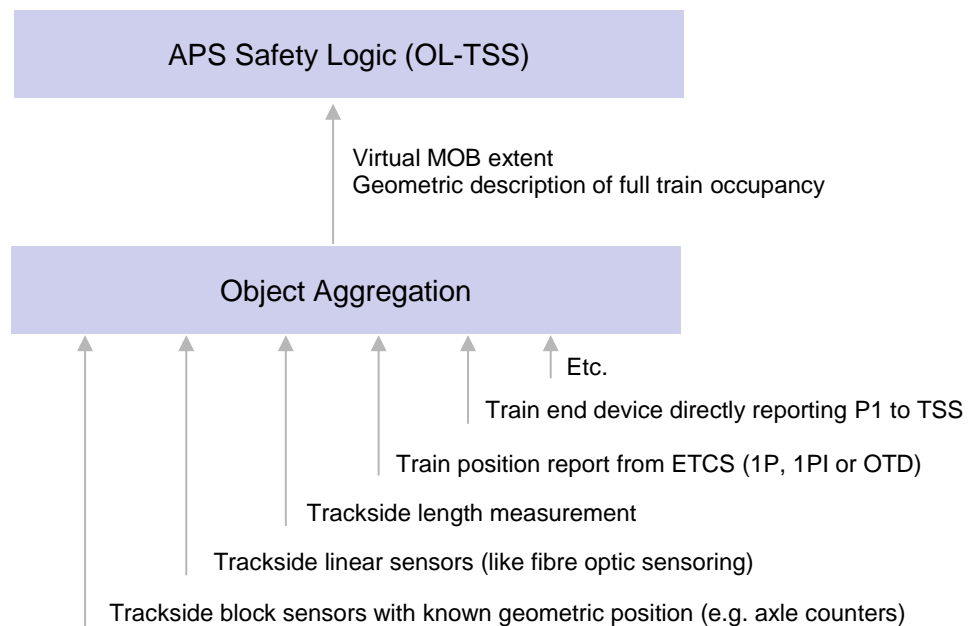 APS Safety Logic (OL-TSS)
Virtual MOB extent
Geometric description of full train occupancy
Object Aggregation
Etc.
Train end device directly reporting P1 to TSS
Train position report from ETCS (1P, 1PI or OTD)
Trackside length measurement
Trackside linear sensors (like fibre optic sensoring)
Trackside block sensors with known geometric position (e.g. axle counters)